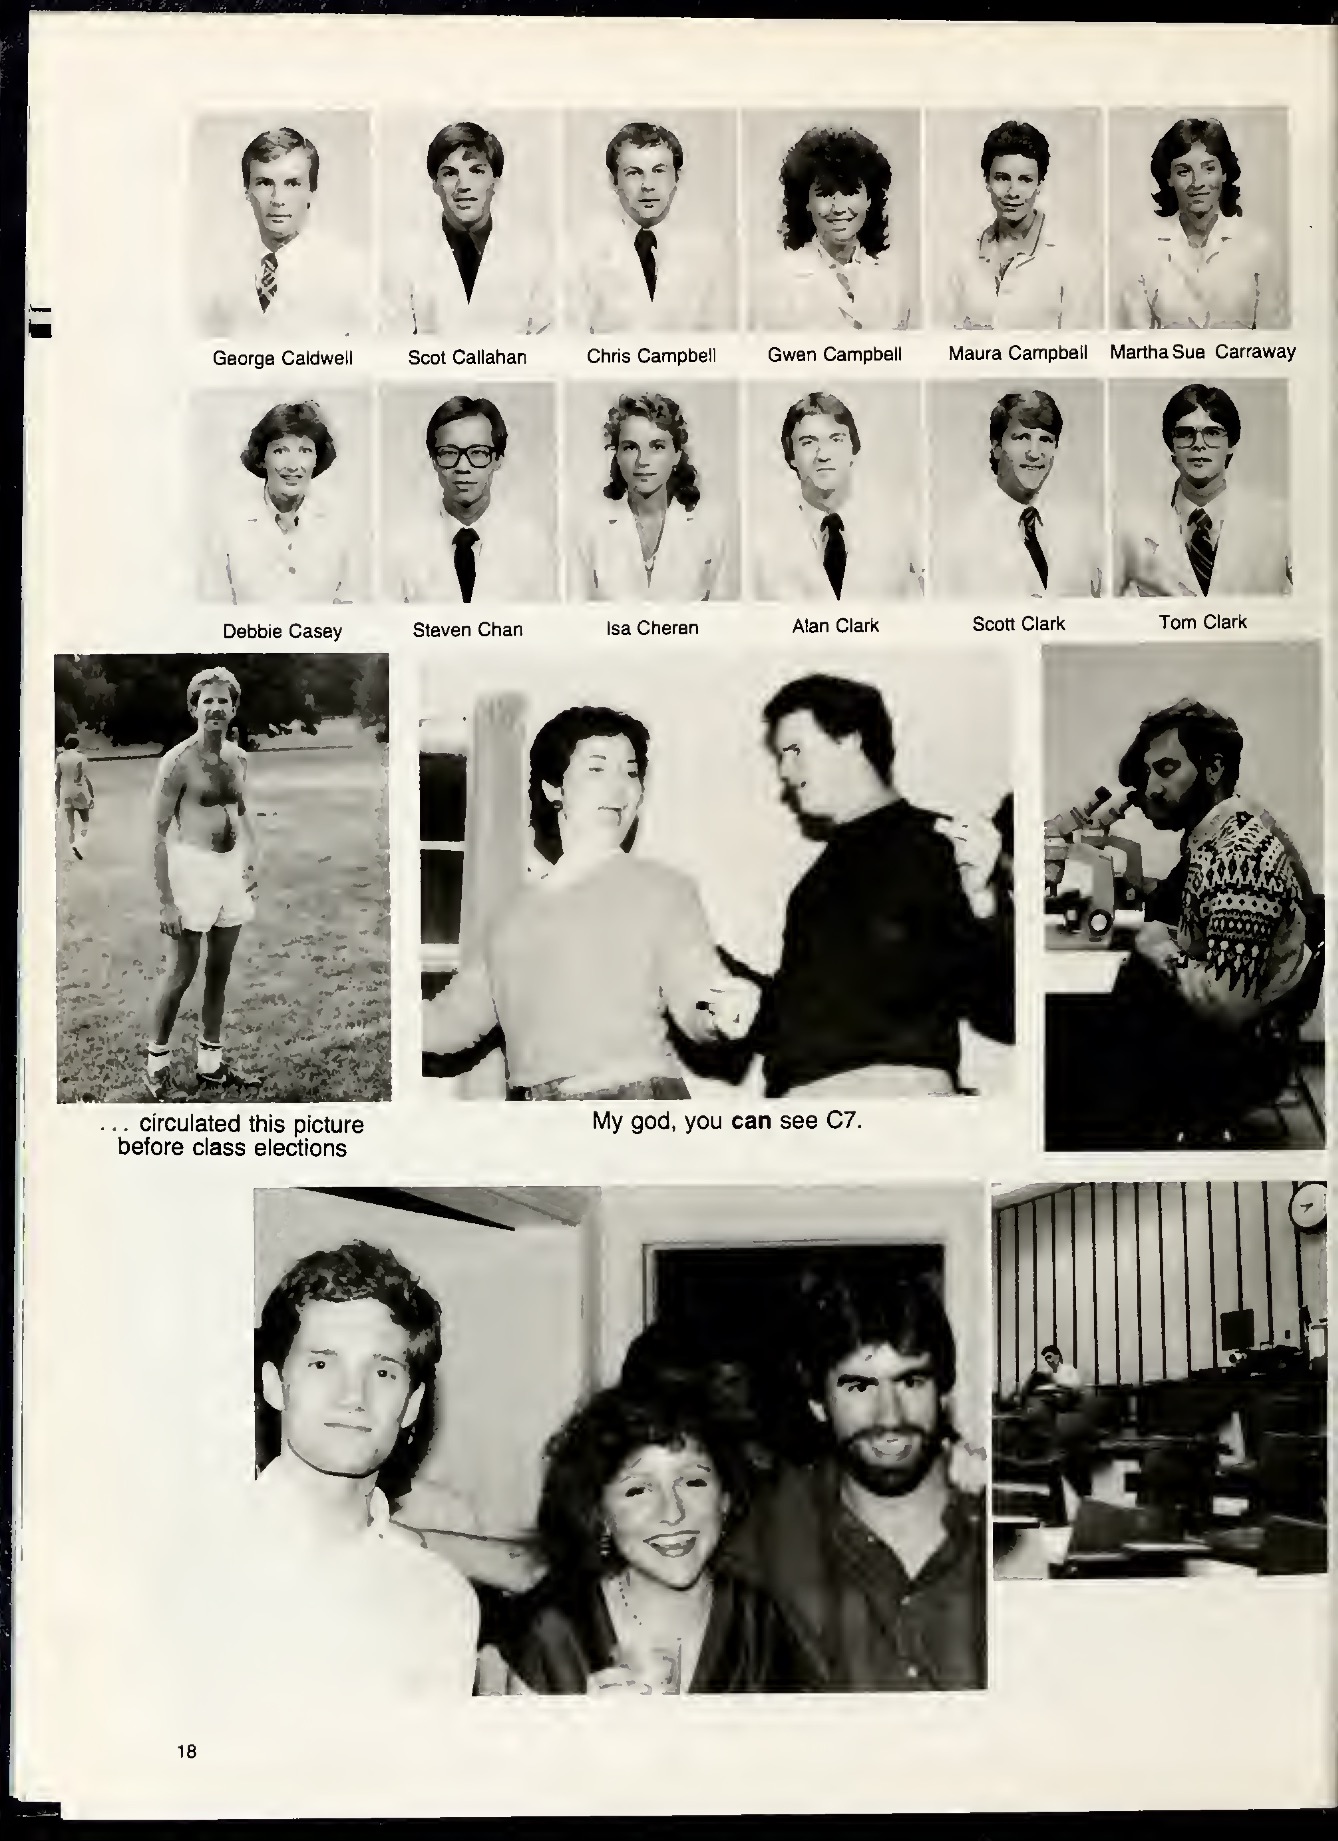 George Caldwell Scot Callahan Chris Campbell Gwen Campbell Maura Campbell Martha Sue Carraway
Debbie Casey Steven Chan Isa Cheren Alan Clark Scott Clark Tom Clark
... circulated this picture
before class elections
My god, you can see C7.
18